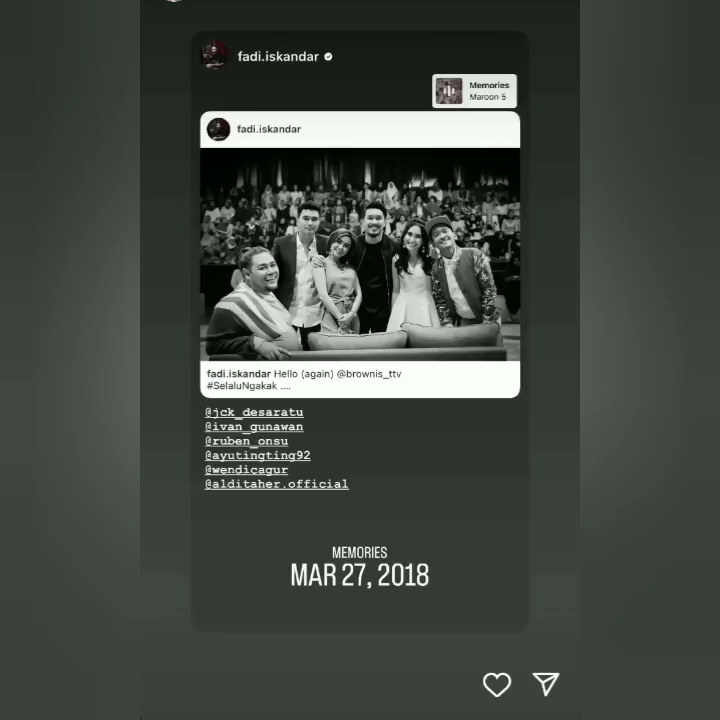 fadi.iskandar
Memories
Maroon 5
fadi.iskandar
fadi.iskandar Hello (again) @brownis_ttv
#SelaluNgakak ....
@jck_desaratu
@ivan_gunawan
@ruben_onsu
@ayutingting92
@wendicagur
@alditaher.official
MEMORIES
MAR 27, 2018